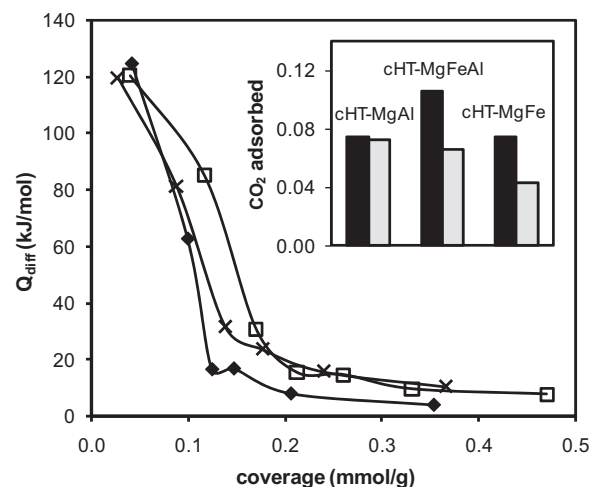 140
120
100
80
60
40
20
0
Q_diff (kJ/mol)
0.0 0.1 0.2 0.3 0.4 0.5
coverage (mmol/g)
0.12
0.08
0.04
0.00
CO₂ adsorbed
cHT-MgFeAl
cHT-MgAl cHT-MgFe